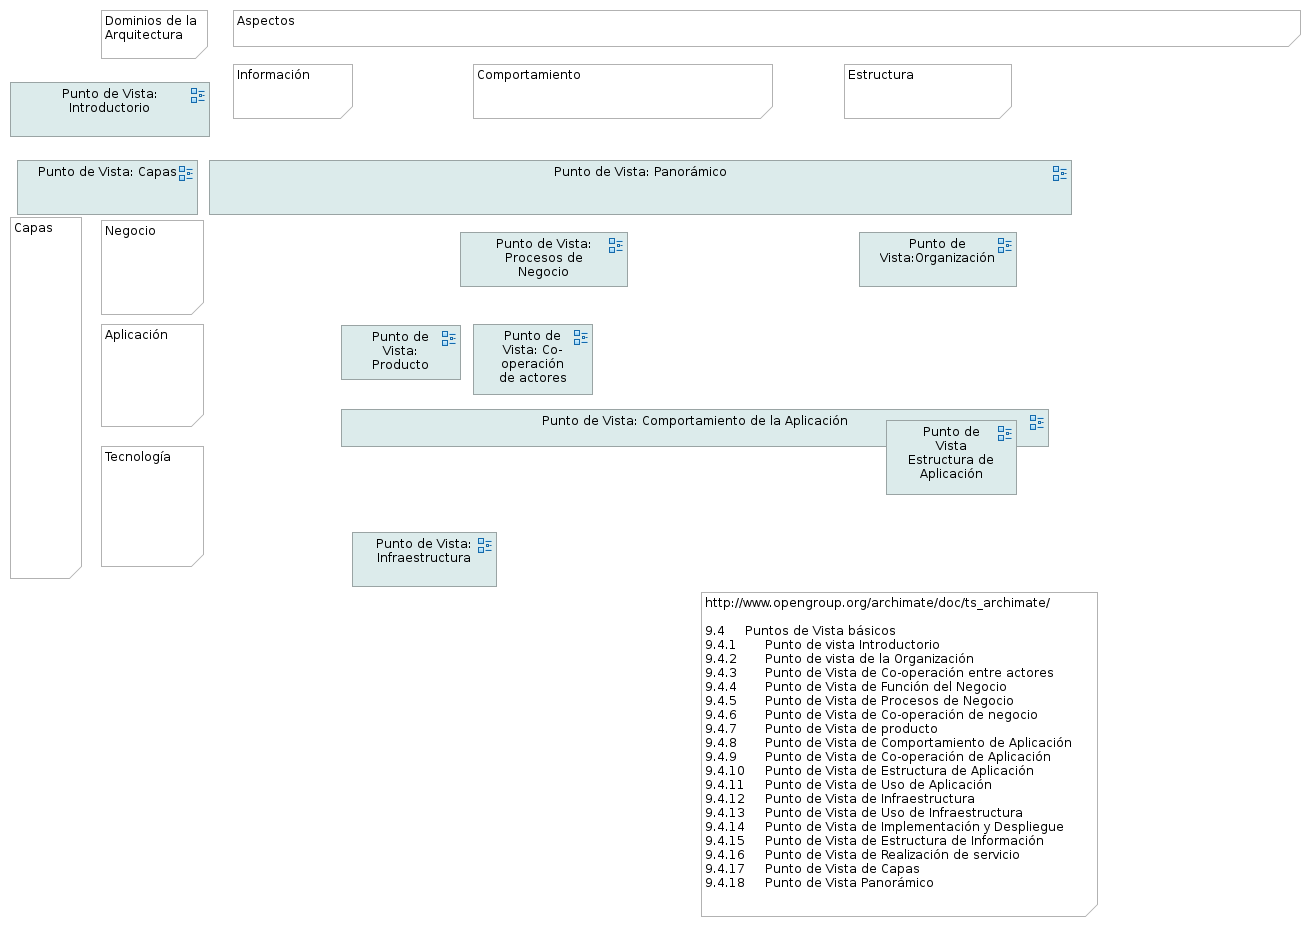 Dominios de la
Arquitectura
Aspectos
Información
Comportamiento
Estructura
Punto de Vista:
Introductorio
Punto de Vista: Capas
Punto de Vista: Panorámico
Capas
Negocio
Punto de Vista:
Procesos de
Negocio
Punto de
Vista:Organización
Aplicación
Punto de
Vista:
Producto
Punto de
Vista: Co-
operación
de actores
Punto de Vista: Comportamiento de la Aplicación
Punto de
Vista
Estructura de
Aplicación
Tecnología
Punto de Vista:
Infraestructura
http://www.opengroup.org/archimate/doc/ts_archimate/
9.4 Puntos de Vista básicos
9.4.1 Punto de vista Introductorio
9.4.2 Punto de vista de la Organización
9.4.3 Punto de Vista de Co-operación entre actores
9.4.4 Punto de Vista de Función del Negocio
9.4.5 Punto de Vista de Procesos de Negocio
9.4.6 Punto de Vista de Co-operación de negocio
9.4.7 Punto de Vista de producto
9.4.8 Punto de Vista de Comportamiento de Aplicación
9.4.9 Punto de Vista de Co-operación de Aplicación
9.4.10 Punto de Vista de Estructura de Aplicación
9.4.11 Punto de Vista de Uso de Aplicación
9.4.12 Punto de Vista de Infraestructura
9.4.13 Punto de Vista de Uso de Infraestructura
9.4.14 Punto de Vista de Implementación y Despliegue
9.4.15 Punto de Vista de Estructura de Información
9.4.16 Punto de Vista de Realización de servicio
9.4.17 Punto de Vista de Capas
9.4.18 Punto de Vista Panorámico